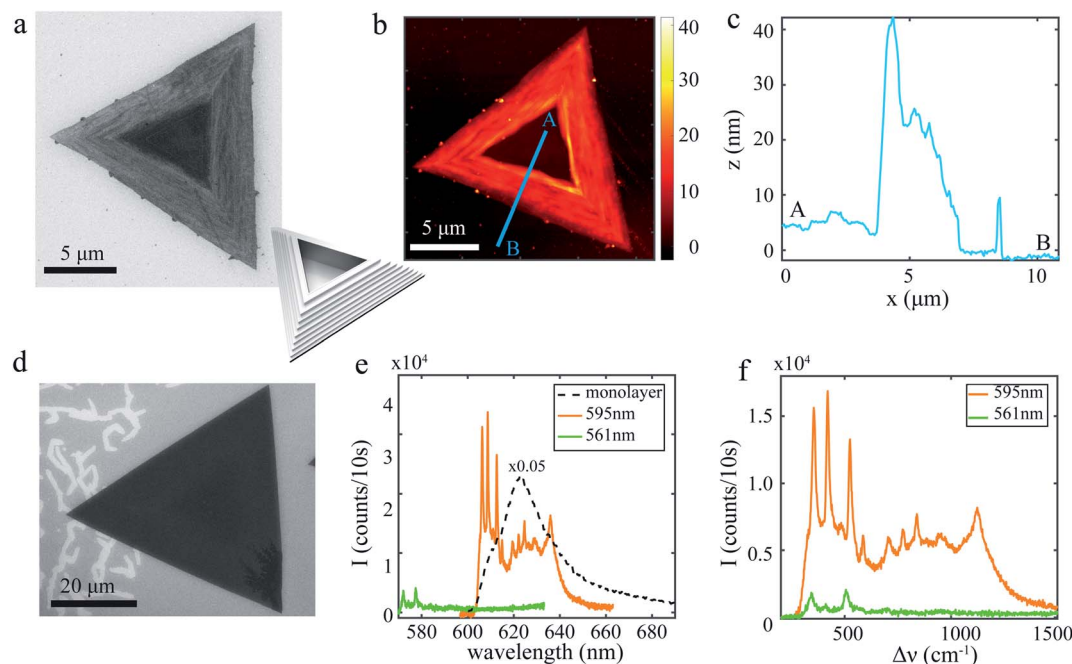 a
5 μm
b
A
B
5 μm
40
30
20
10
0
c
40
30
20
10
0
z (nm)
A
B
0
5
10
x (μm)
d
20 μm
e
x10⁴
4
3
2
1
0
I (counts/10s)
monolayer
595nm
561nm
x0.05
580
600
620
640
660
680
wavelength (nm)
f
x10⁴
1.5
1.0
0.5
0
I (counts/10s)
595nm
561nm
500
1000
1500
Δν (cm⁻¹)